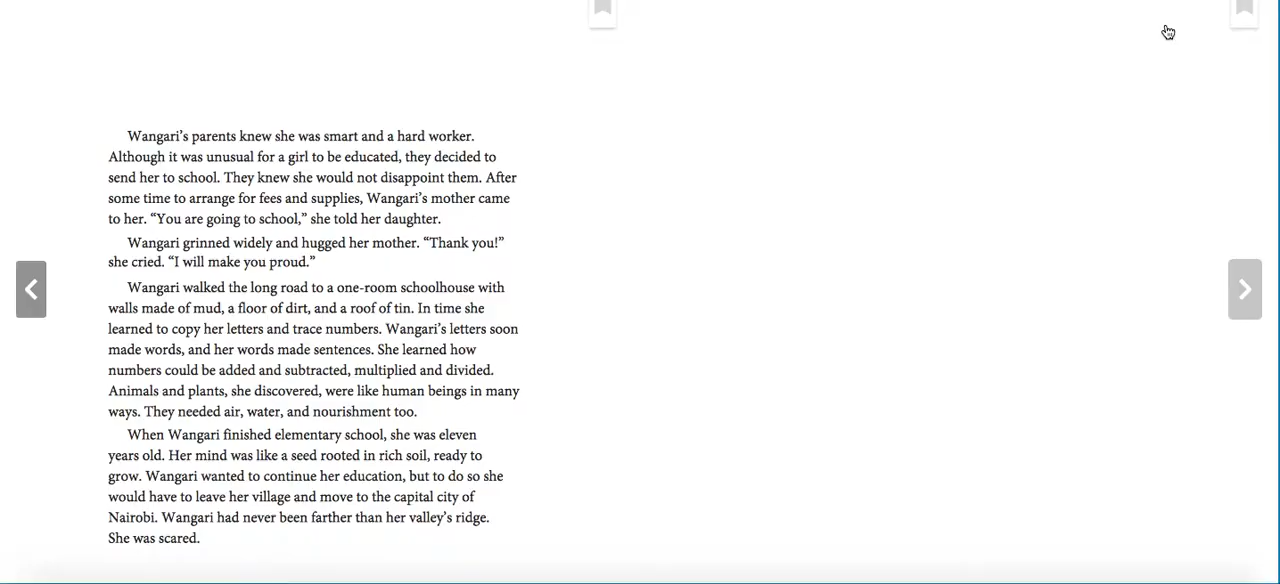 Wangari’s parents knew she was smart and a hard worker.
Although it was unusual for a girl to be educated, they decided to
send her to school. They knew she would not disappoint them. After
some time to arrange for fees and supplies, Wangari’s mother came
to her. “You are going to school,” she told her daughter.
Wangari grinned widely and hugged her mother. “Thank you!”
she cried. “I will make you proud.”
Wangari walked the long road to a one-room schoolhouse with
walls made of mud, a floor of dirt, and a roof of tin. In time she
learned to copy her letters and trace numbers. Wangari’s letters soon
made words, and her words made sentences. She learned how
numbers could be added and subtracted, multiplied and divided.
Animals and plants, she discovered, were like human beings in many
ways. They needed air, water, and nourishment too.
When Wangari finished elementary school, she was eleven
years old. Her mind was like a seed rooted in rich soil, ready to
grow. Wangari wanted to continue her education, but to do so she
would have to leave her village and move to the capital city of
Nairobi. Wangari had never been farther than her valley’s ridge.
She was scared.